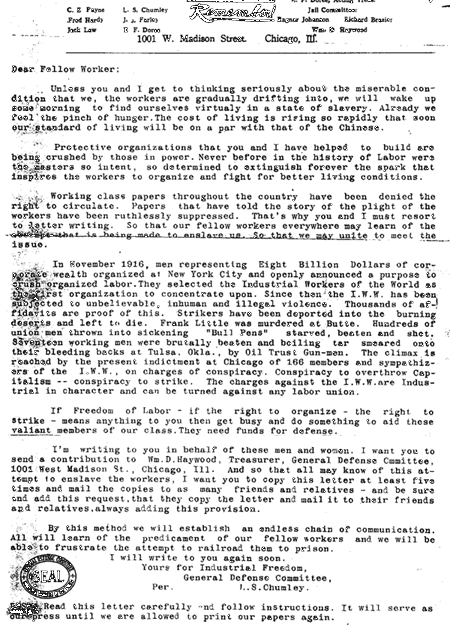 C. Z. Payne L. S. Chumley Jail Committee:
Fred Hardy J. A. Farley Ragnar Johanson Richard Brazier
Jack Law E. F. Doree Wm. D Haywood
Remembered
1001 W. Madison Street. Chicago, Ill.
Dear Fellow Worker:
Unless you and I get to thinking seriously about the miserable con-
dition that we, the workers are gradually drifting into, we will wake up
some morning to find ourselves virtualy in a state of slavery. Already we
feel the pinch of hunger.The cost of living is rising so rapidly that soon
our standard of living will be on a par with that of the Chinese.
Protective organizations that you and I have helped to build are
being crushed by those in power. Never before in the history of Labor were
the masters so intent, so determined to extinguish forever the spark that
inspires the workers to organize and fight for better living conditions.
Working class papers throughout the country have been denied the
right to circulate. Papers that have told the story of the plight of the
workers have been ruthlessly suppressed. That's why you and I must resort
to letter writing. So that our fellow workers everywhere may learn of the
attempt that is being made to enslave us. So that we may unite to meet the
issue.
In November 1916, men representing Eight Billion Dollars of cor-
porate wealth organized at New York City and openly announced a purpose to
crush organized labor.They selected the Industrial Workers of the World as
the first organization to concentrate upon. Since then the I.W.W. has been
subjected to unbelievable, inhuman and illegal violence. Thousands of af-
fidavits are proof of this. Strikers have been deported into the burning
deserts and left to die. Frank Little was murdered at Butte. Hundreds of
union men thrown into sickening "Bull Pens" starved, beaten and shot.
Seventeen working men were brutally beaten and boiling tar smeared onto
their bleeding backs at Tulsa, Okla., by Oil Trust Gun-men. The climax is
reached by the present indictment at Chicago of 166 members and sympathiz-
ers of the I.W.W., on charges of conspiracy. Conspiracy to overthrow Cap-
italism -- conspiracy to strike. The charges against the I.W.W.are Indus-
trial in character and can be turned against any labor union.
If Freedom of Labor - if the right to organize - the right to
strike - means anything to you then get busy and do something to aid these
valiant members of our class.They need funds for defense.
I'm writing to you in behalf of these men and women. I want you to
send a contribution to Wm.D.Haywood, Treasurer, General Defense Cmmittee,
1001 West Madison St., Chicago, Ill. And so that all may know of this at-
tempt to enslave the workers, I want you to copy this letter at least five
times and mail the copies to as many friends and relatives - and be sure
and add this request,that they copy the letter and mail it to their friends
and relatives.always adding this provision.
By this method we will establish an endless chain of communication.
All will learn of the predicament of our fellow workers and we will be
able to frustrate the attempt to railroad them to prison.
I will write to you again soon.
Yours for Industrial Freedom,
General Defense Committee,
Per. L.S.Chumley.
SEAL
Read this letter carefully and follow instructions. It will serve as
our press until we are allowed to print our papers again.